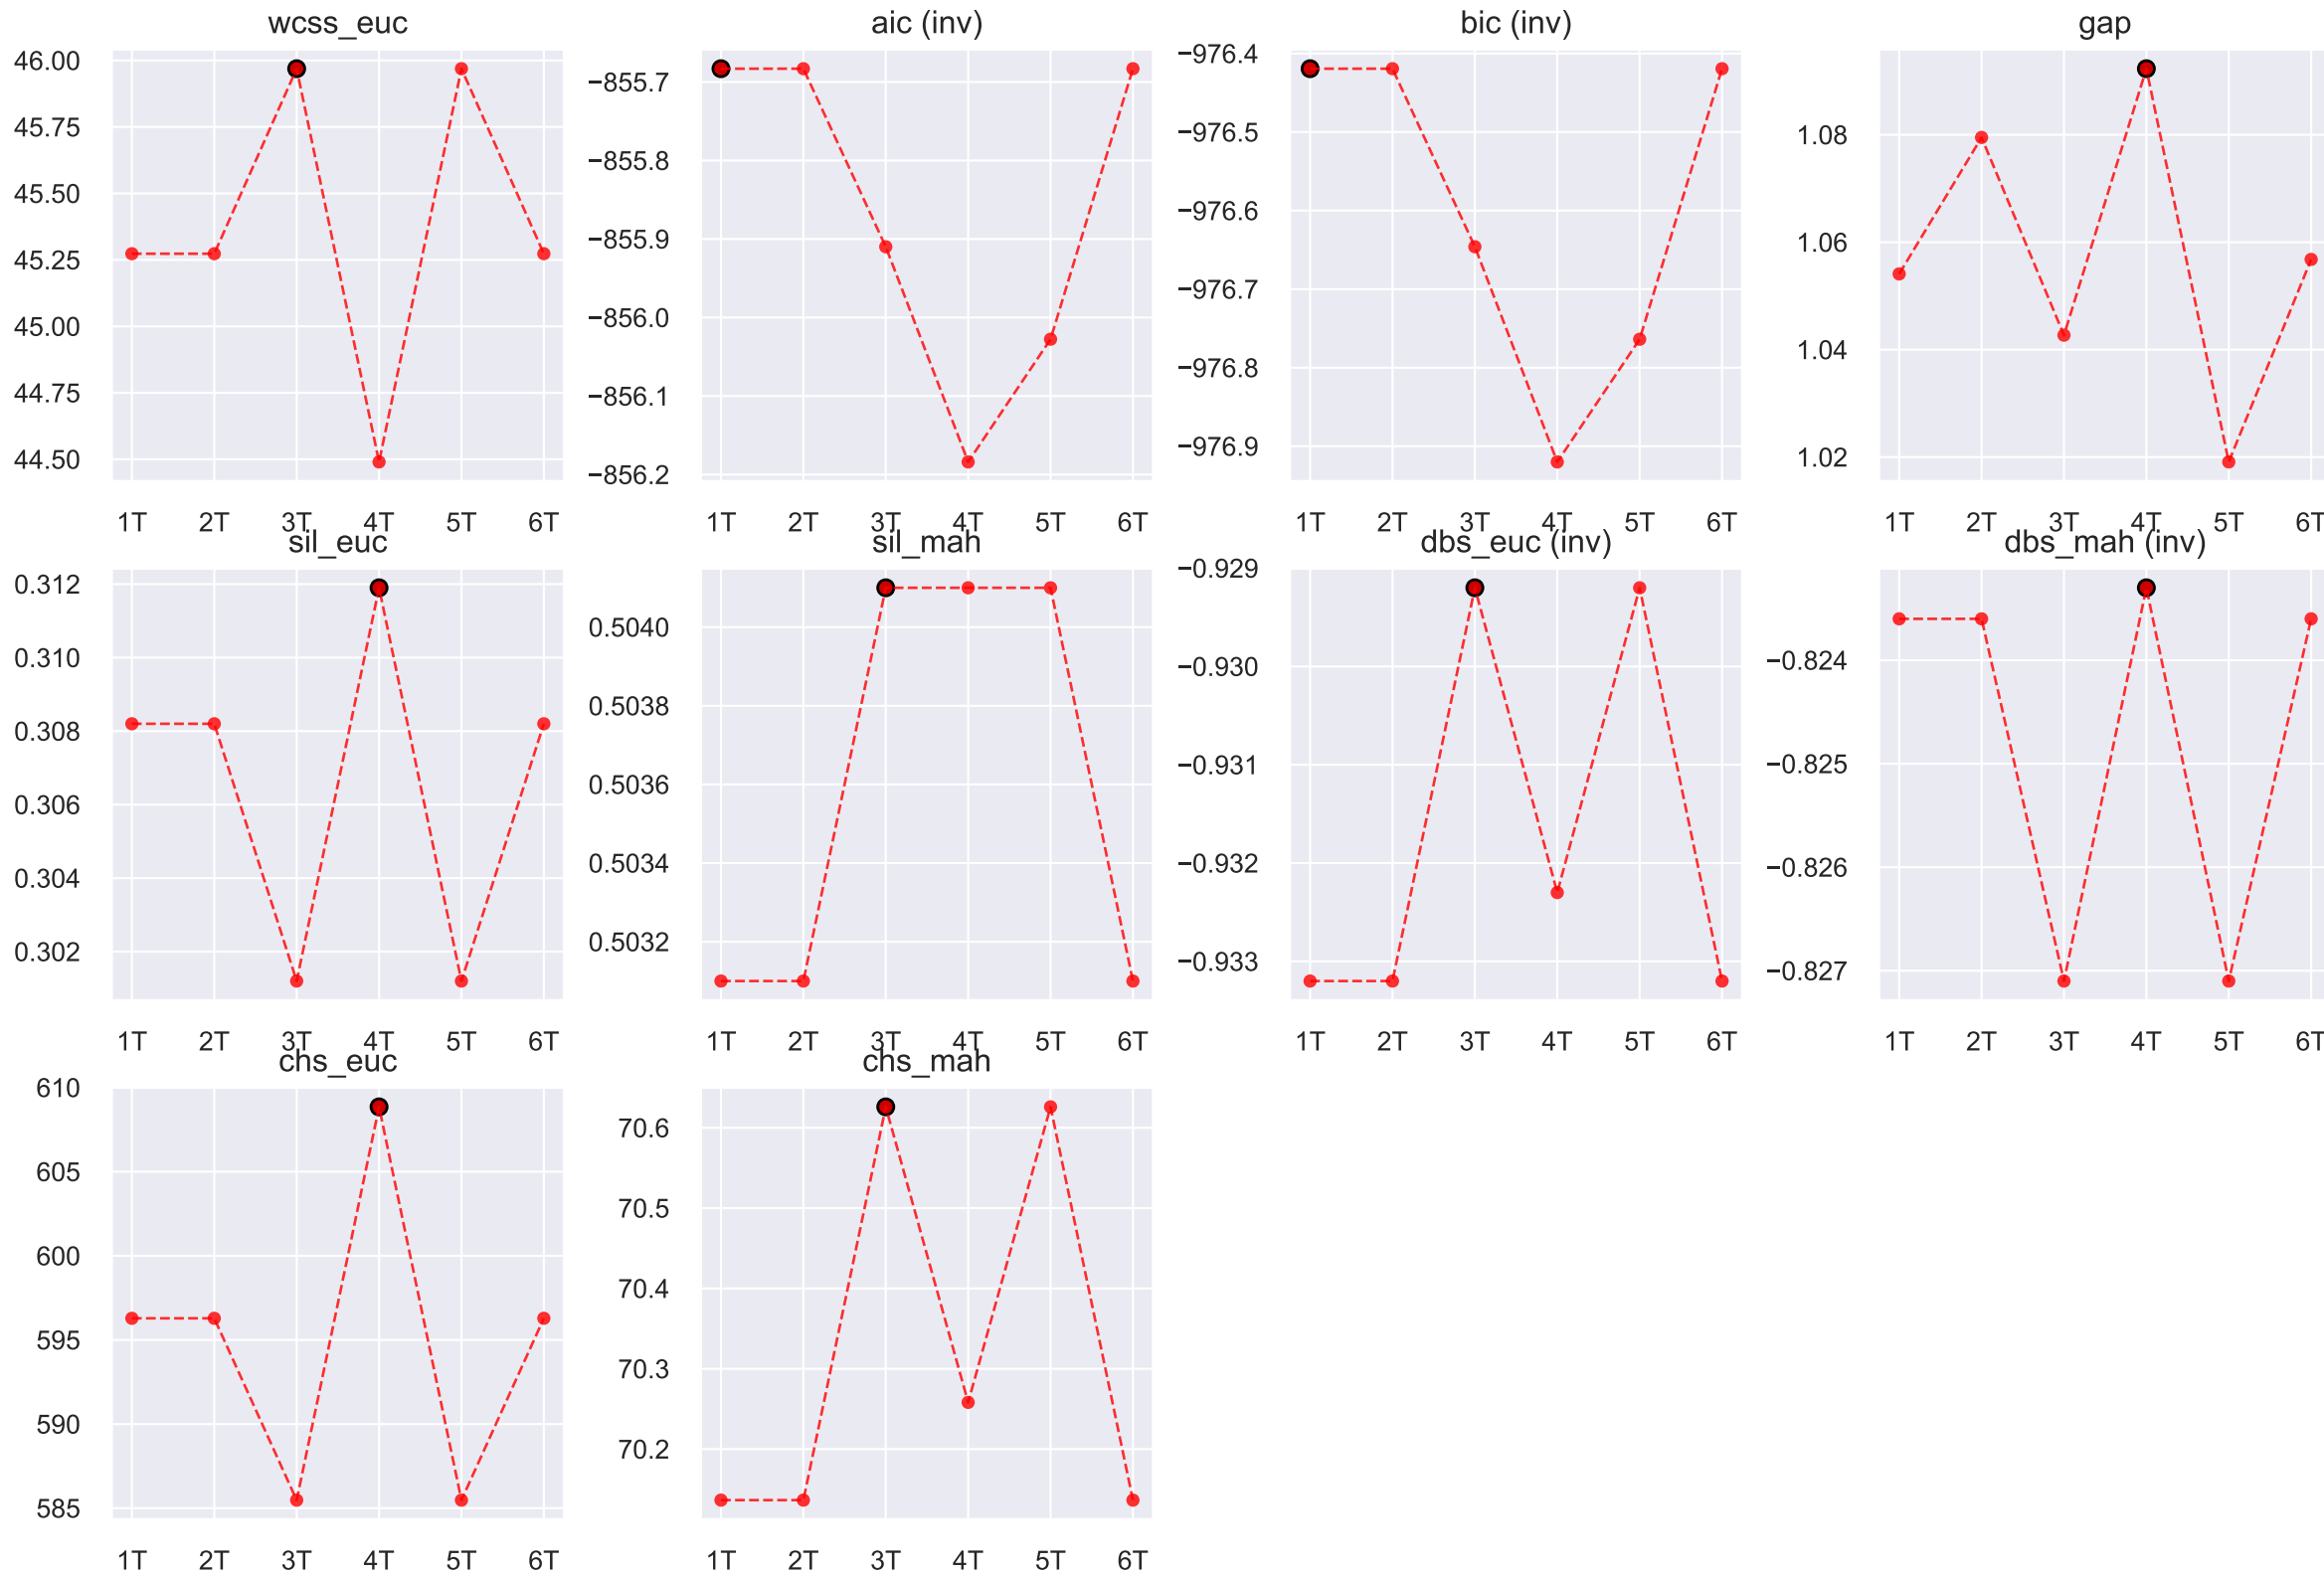 wcss_euc
46.00
45.75
45.50
45.25
45.00
44.75
44.50
1T 2T 3T 4T 5T 6T
aic (inv)
−855.7
−855.8
−855.9
−856.0
−856.1
−856.2
1T 2T 3T 4T 5T 6T
bic (inv)
−976.4
−976.5
−976.6
−976.7
−976.8
−976.9
1T 2T 3T 4T 5T 6T
gap
1.08
1.06
1.04
1.02
1T 2T 3T 4T 5T 6T
sil_euc
0.312
0.310
0.308
0.306
0.304
0.302
1T 2T 3T 4T 5T 6T
sil_mah
0.5040
0.5038
0.5036
0.5034
0.5032
1T 2T 3T 4T 5T 6T
dbs_euc (inv)
−0.929
−0.930
−0.931
−0.932
−0.933
1T 2T 3T 4T 5T 6T
dbs_mah (inv)
−0.824
−0.825
−0.826
−0.827
1T 2T 3T 4T 5T 6T
chs_euc
610
605
600
595
590
585
1T 2T 3T 4T 5T 6T
chs_mah
70.6
70.5
70.4
70.3
70.2
1T 2T 3T 4T 5T 6T